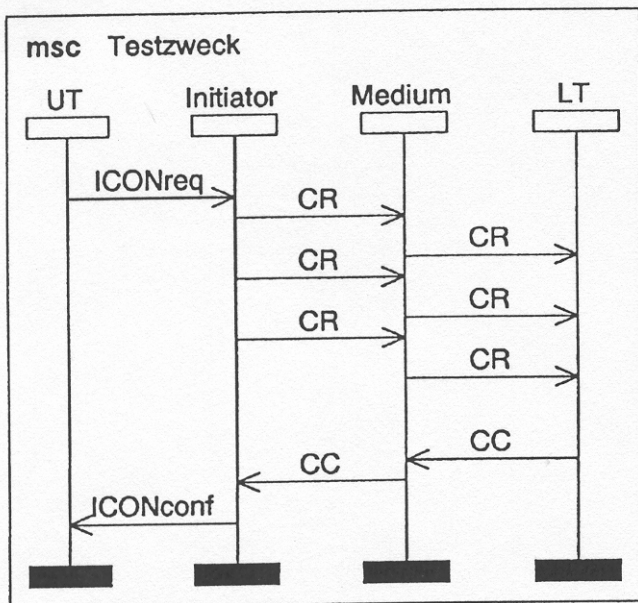 msc Testzweck
UT Initiator Medium LT
ICONreq
CR
CR
CR
CR
CR
CR
CC
CC
ICONconf